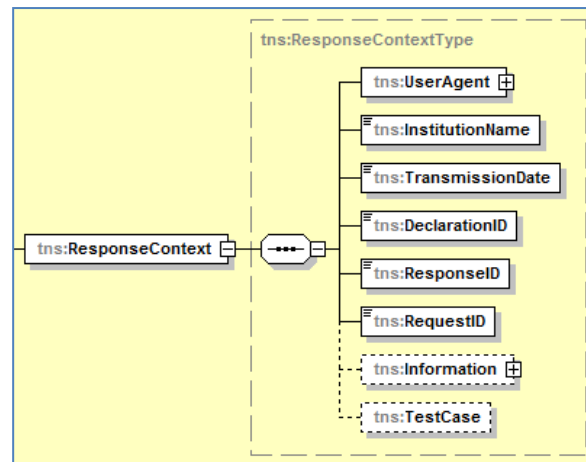 tns:ResponseContextType
tns:UserAgent
tns:InstitutionName
tns:TransmissionDate
tns:DeclarationID
tns:ResponseContext
tns:ResponseID
tns:RequestID
tns:Information
tns:TestCase